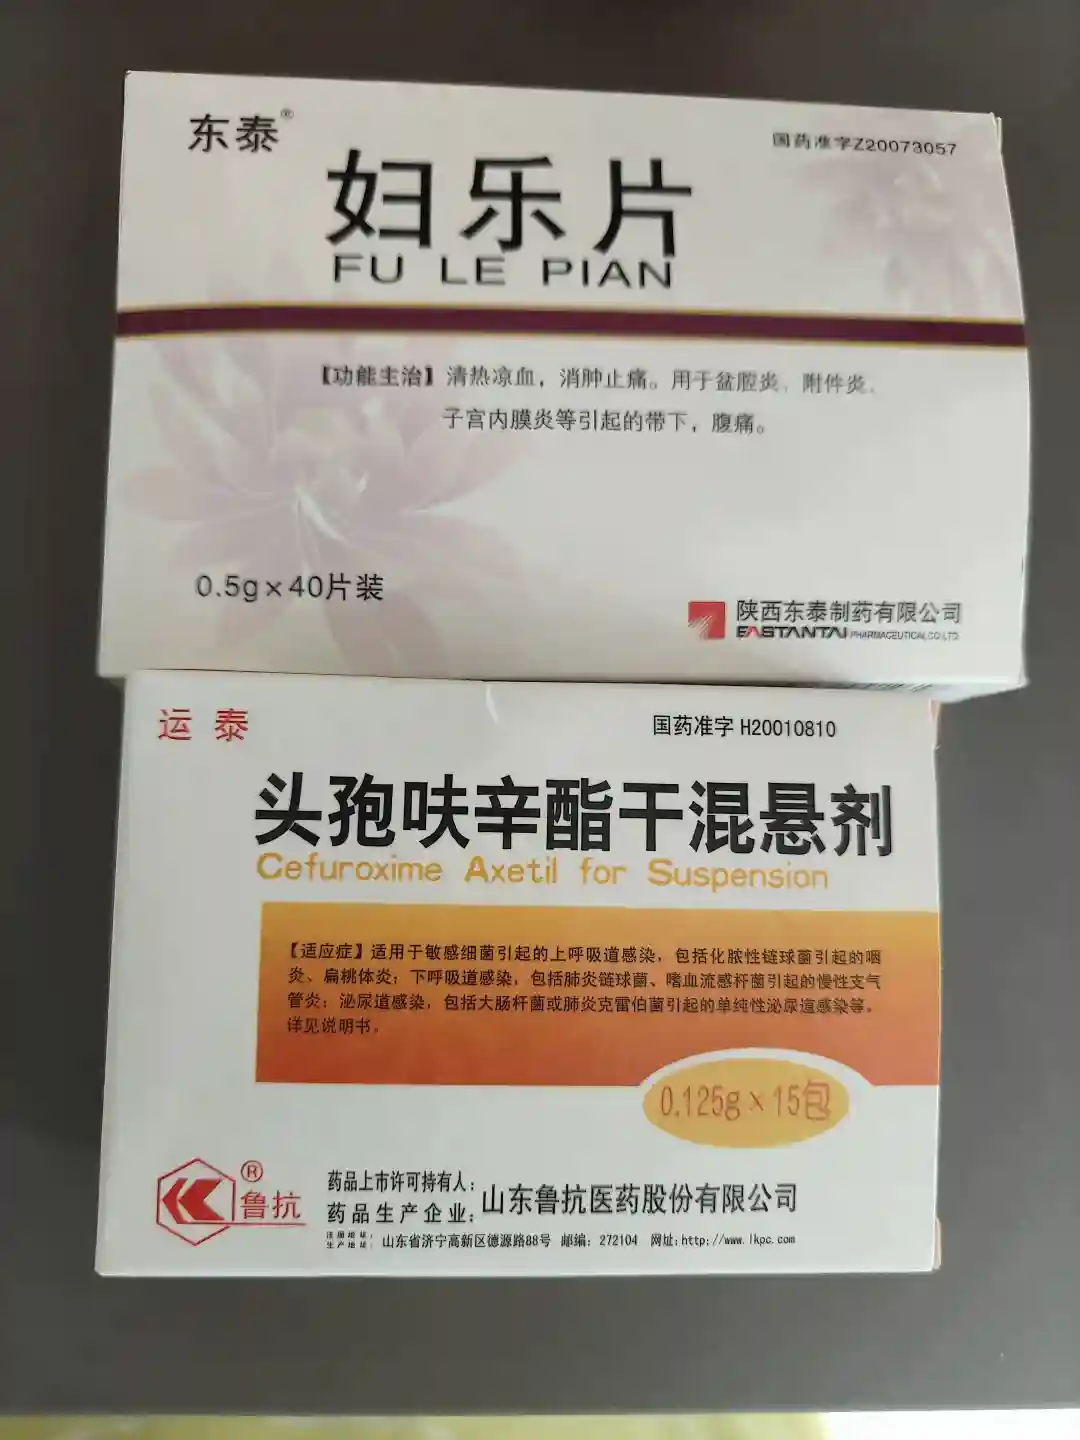 东泰®
国药准字Z20073057
妇乐片
FU LE PIAN
【功能主治】清热凉血，消肿止痛。用于盆腔炎、附件炎、
子宫内膜炎等引起的带下，腹痛。
0.5g×40片装
陕西东泰制药有限公司
EASTANTAI PHARMACEUTICAL CO.LTD.
运泰
国药准字 H20010810
头孢呋辛酯干混悬剂
Cefuroxime Axetil for Suspension
【适应症】适用于敏感细菌引起的上呼吸道感染，包括化脓性链球菌引起的咽
炎、扁桃体炎；下呼吸道感染，包括肺炎链球菌、嗜血流感杆菌引起的慢性支气
管炎；泌尿道感染，包括大肠杆菌或肺炎克雷伯菌引起的单纯性泌尿道感染等。
详见说明书。
0.125g×15包
®
鲁抗
药品上市许可持有人：
药品生产企业：
山东鲁抗医药股份有限公司
注册地址：
生产地址：
山东省济宁高新区德源路88号 邮编：272104 网址：http://www.lkpc.com